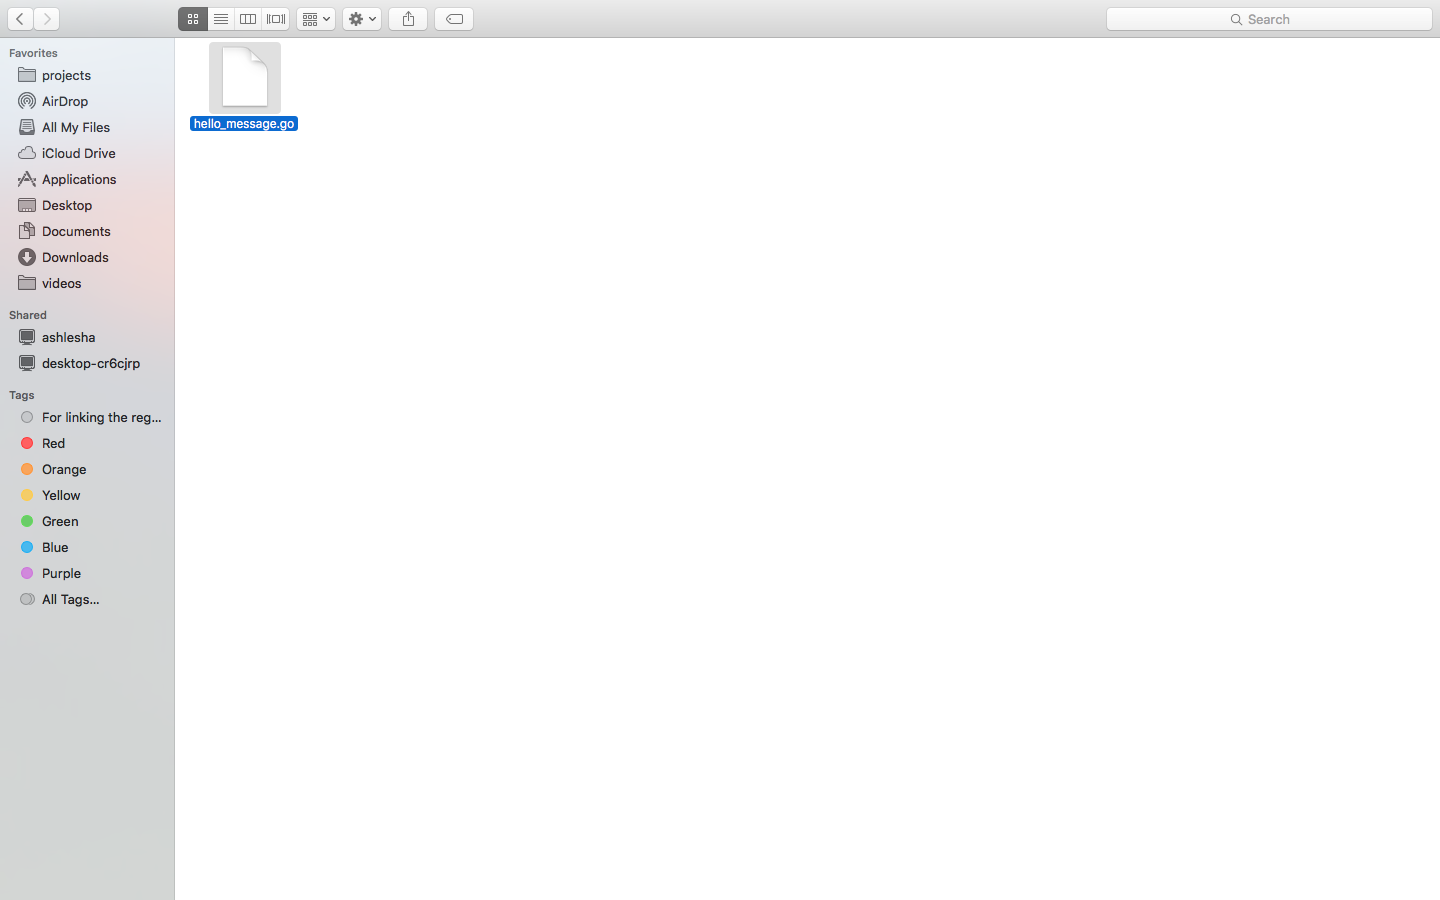 Search
Favorites
projects
AirDrop
All My Files
iCloud Drive
Applications
Desktop
Documents
Downloads
videos
Shared
ashlesha
desktop-cr6cjrp
Tags
For linking the reg...
Red
Orange
Yellow
Green
Blue
Purple
All Tags...
hello_message.go